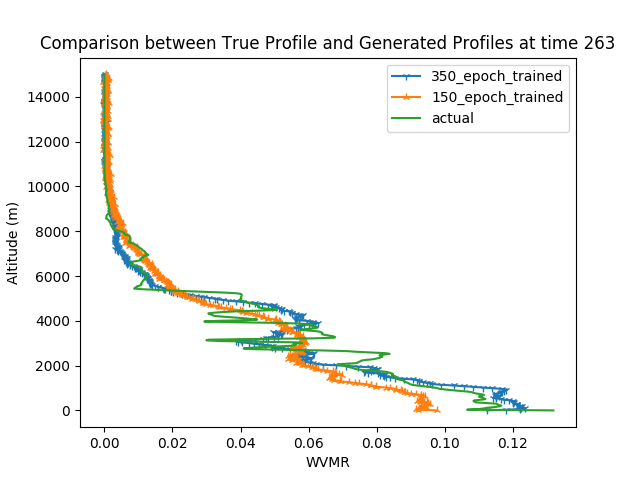 Comparison between True Profile and Generated Profiles at time 263
350_epoch_trained
150_epoch_trained
actual
14000
12000
10000
8000
6000
4000
2000
0
Altitude (m)
0.00 0.02 0.04 0.06 0.08 0.10 0.12
WVMR